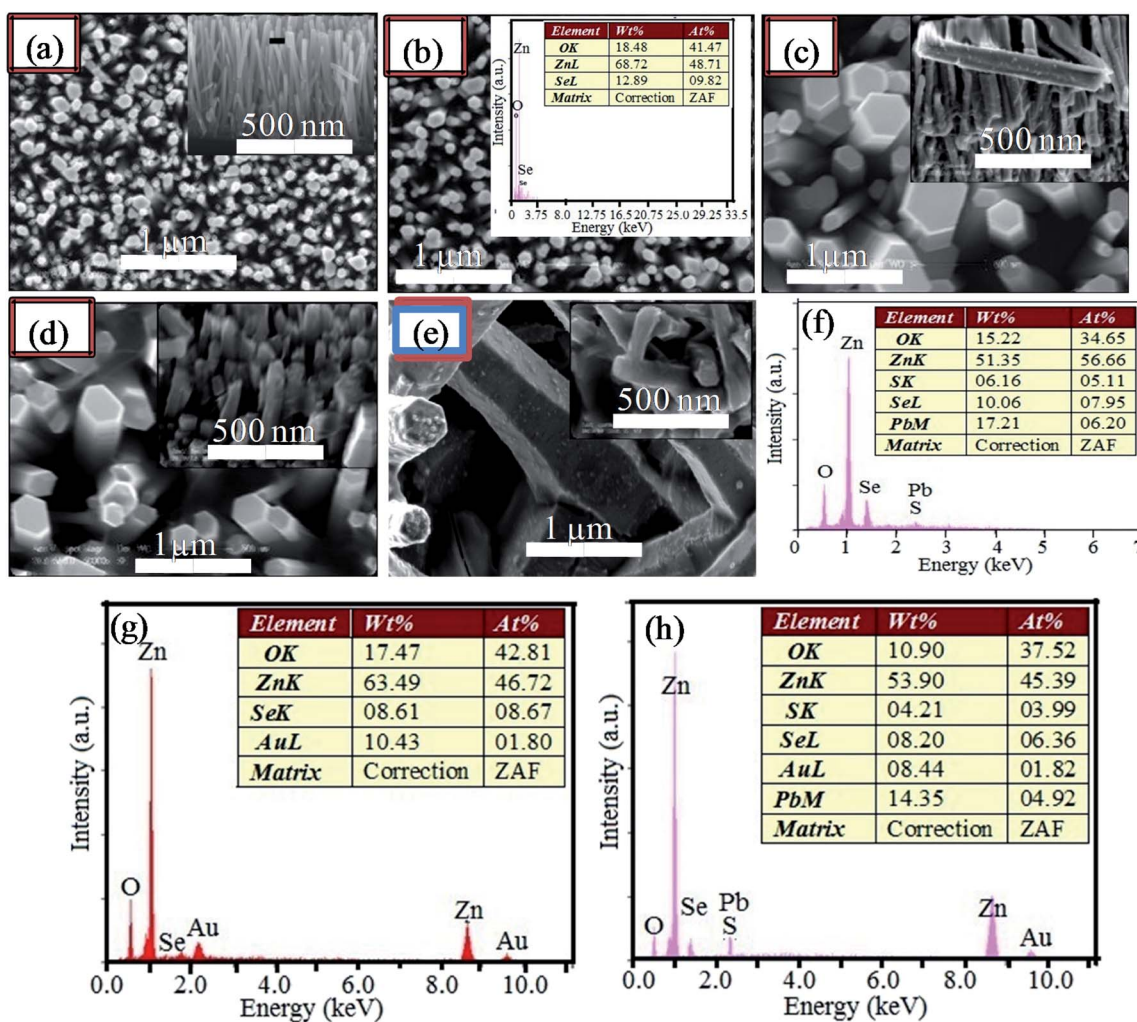 (a)
500 nm
1 μm
(b)
Element Wt% At%
OK 18.48 41.47
ZnL 68.72 48.71
SeL 12.89 09.82
Matrix Correction ZAF
Zn
O
Se
Se
Intensity (a.u.)
0 3.75 8.0 12.75 16.5 20.75 25.0 29.25 33.5
Energy (keV)
1 μm
(c)
500 nm
1 μm
(d)
500 nm
1 μm
(e)
500 nm
1 μm
(f)
Element Wt% At%
OK 15.22 34.65
ZnK 51.35 56.66
SK 06.16 05.11
SeL 10.06 07.95
PbM 17.21 06.20
Matrix Correction ZAF
Zn
O
Se
Pb
S
Intensity (a.u.)
0 1 2 3 4 5 6 7
Energy (keV)
(g)
Element Wt% At%
OK 17.47 42.81
ZnK 63.49 46.72
SeK 08.61 08.67
AuL 10.43 01.80
Matrix Correction ZAF
Zn
O
Se
Au
Zn
Au
Intensity (a.u.)
0 2.0 4.0 6.0 8.0 10.0
Energy (keV)
(h)
Element Wt% At%
OK 10.90 37.52
ZnK 53.90 45.39
SK 04.21 03.99
SeL 08.20 06.36
AuL 08.44 01.82
PbM 14.35 04.92
Matrix Correction ZAF
Zn
O
Se
Pb
S
Zn
Au
Intensity (a.u.)
0.0 2.0 4.0 6.0 8.0 10.0
Energy (keV)